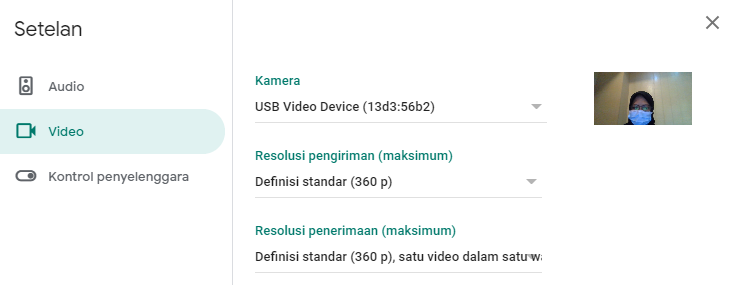 Setelan
Audio
Video
Kontrol penyelenggara
Kamera
USB Video Device (13d3:56b2)
Resolusi pengiriman (maksimum)
Definisi standar (360 p)
Resolusi penerimaan (maksimum)
Definisi standar (360 p), satu video dalam satu